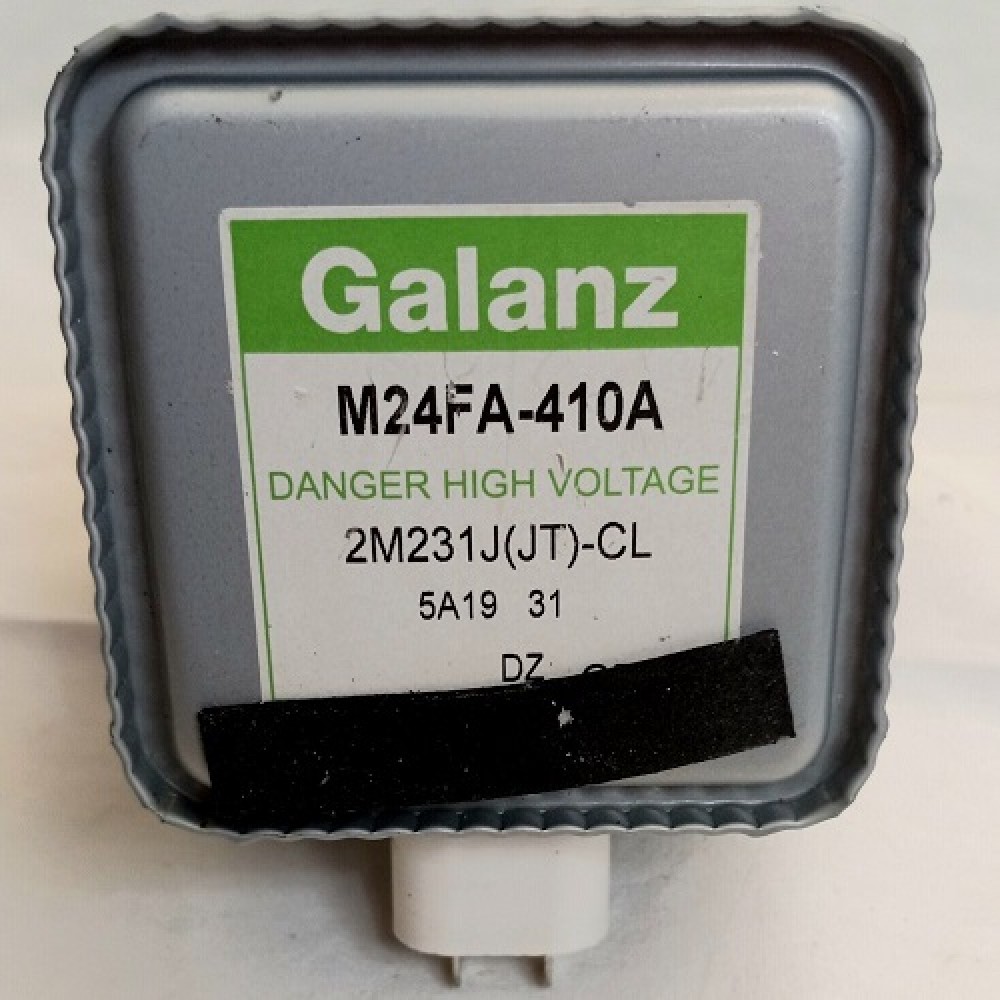 Galanz
M24FA-410A
DANGER HIGH VOLTAGE
2M231J(JT)-CL
5A19 31
DZ